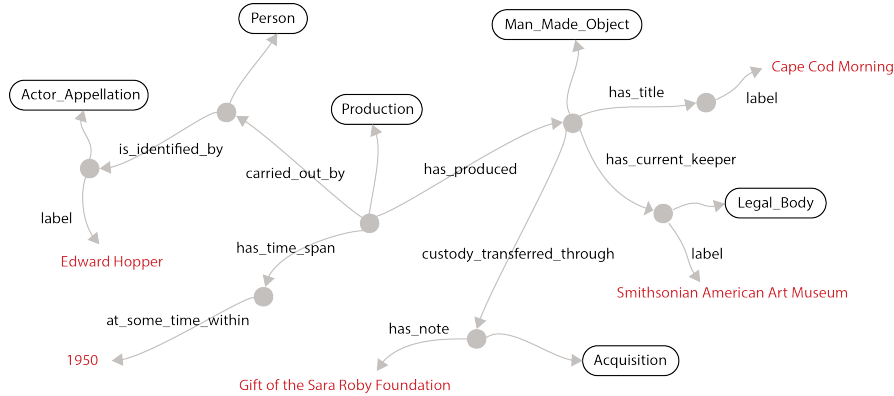 Person
Man_Made_Object
Cape Cod Morning
Actor_Appellation
has_title
label
Production
is_identified_by
has_produced
has_current_keeper
carried_out_by
Legal_Body
label
has_time_span
custody_transferred_through
label
Edward Hopper
Smithsonian American Art Museum
at_some_time_within
has_note
1950
Acquisition
Gift of the Sara Roby Foundation